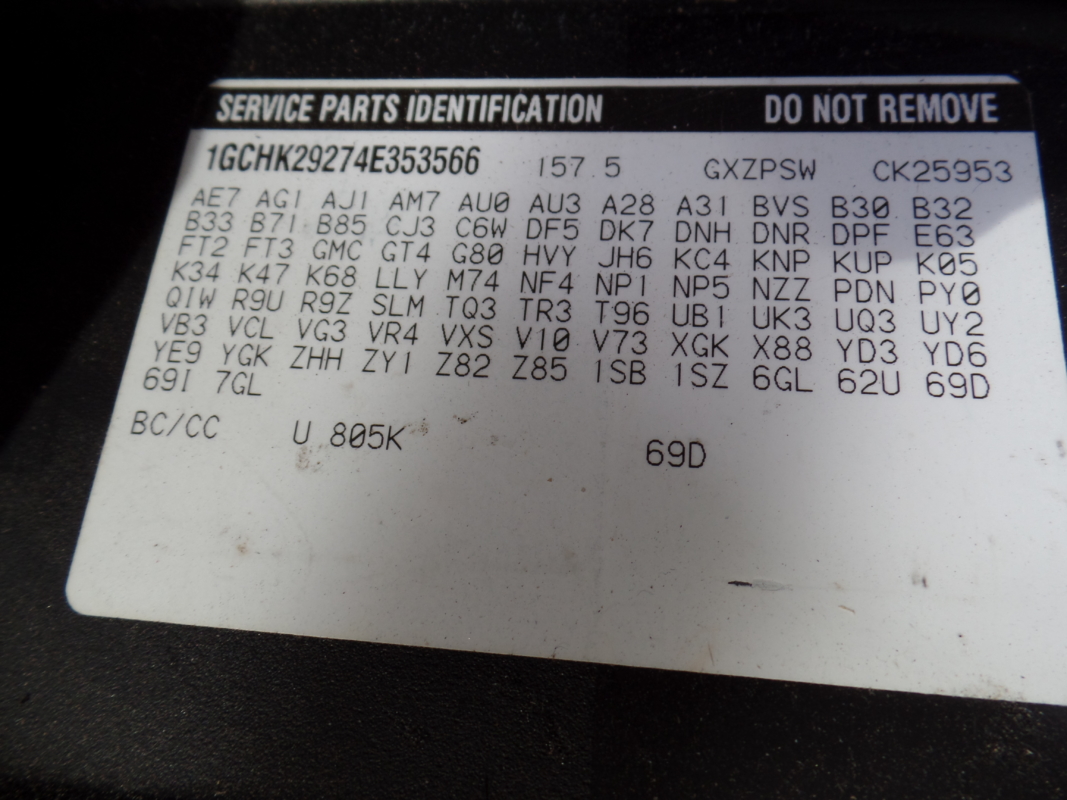 SERVICE PARTS IDENTIFICATION DO NOT REMOVE
1GCHK29274E353566 157.5 GXZPSW CK25953
AE7 AG1 AJ1 AM7 AU0 AU3 A28 A31 BVS B30 B32
B33 B71 B85 CJ3 C6W DF5 DK7 DNH DNR DPF E63
FT2 FT3 GMC GT4 G80 HVY JH6 KC4 KNP KUP K05
K34 K47 K68 LLY M74 NF4 NP1 NP5 NZZ PDN PY0
QIW R9U R9Z SLM TQ3 TR3 T96 UB1 UK3 UQ3 UY2
VB3 VCL VG3 VR4 VXS V10 V73 XGK X88 YD3 YD6
YE9 YGK ZHH ZY1 Z82 Z85 1SB 1SZ 6GL 62U 69D
69I 7GL
BC/CC U 805K 69D